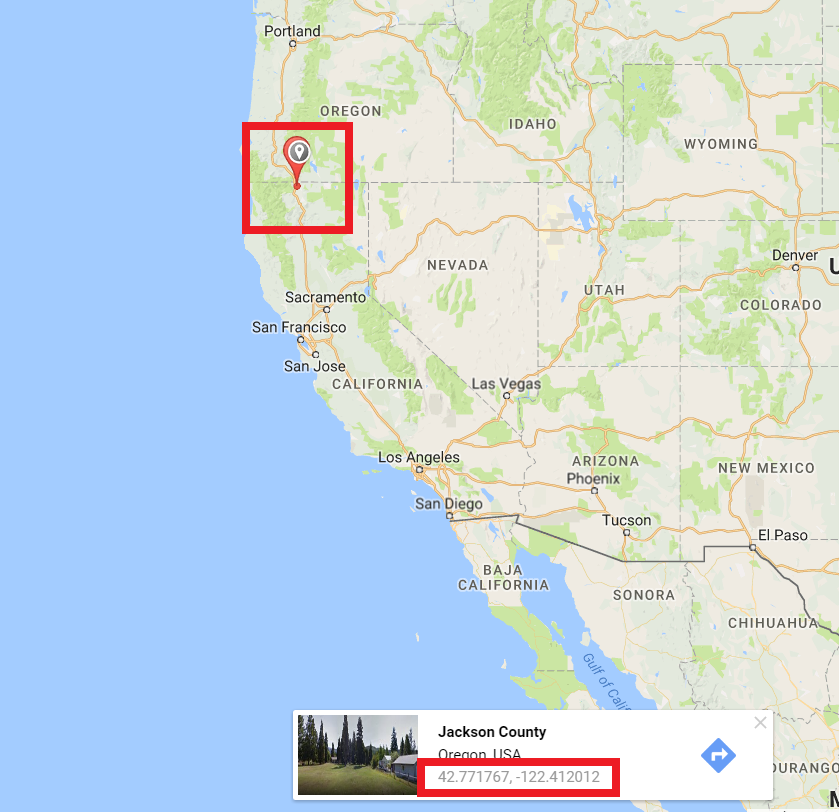 Portland
OREGON
IDAHO
WYOMING
NEVADA
Denver
U
UTAH
COLORADO
Sacramento
San Francisco
San Jose
CALIFORNIA
Las Vegas
Los Angeles
ARIZONA
NEW MEXICO
Phoenix
San Diego
Tucson
El Paso
BAJA
CALIFORNIA
SONORA
CHIHUAHUA
Gulf of Cali
Jackson County
Oregon, USA
42.771767, -122.412012
DURANGO
M